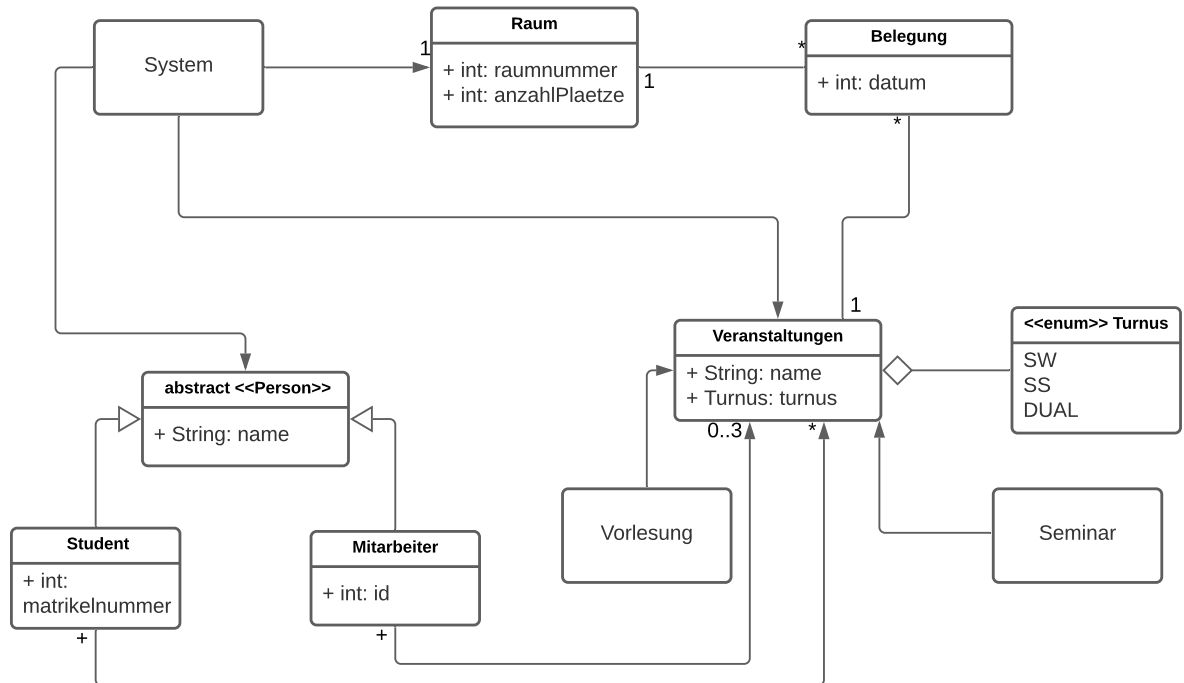 System
1
Raum
+ int: raumnummer
+ int: anzahlPlaetze
1
*
Belegung
+ int: datum
*
1
Veranstaltungen
+ String: name
+ Turnus: turnus
0..3
*
<<enum>> Turnus
SW
SS
DUAL
abstract <<Person>>
+ String: name
Student
+ int:
matrikelnummer
+
Mitarbeiter
+ int: id
+
Vorlesung
Seminar